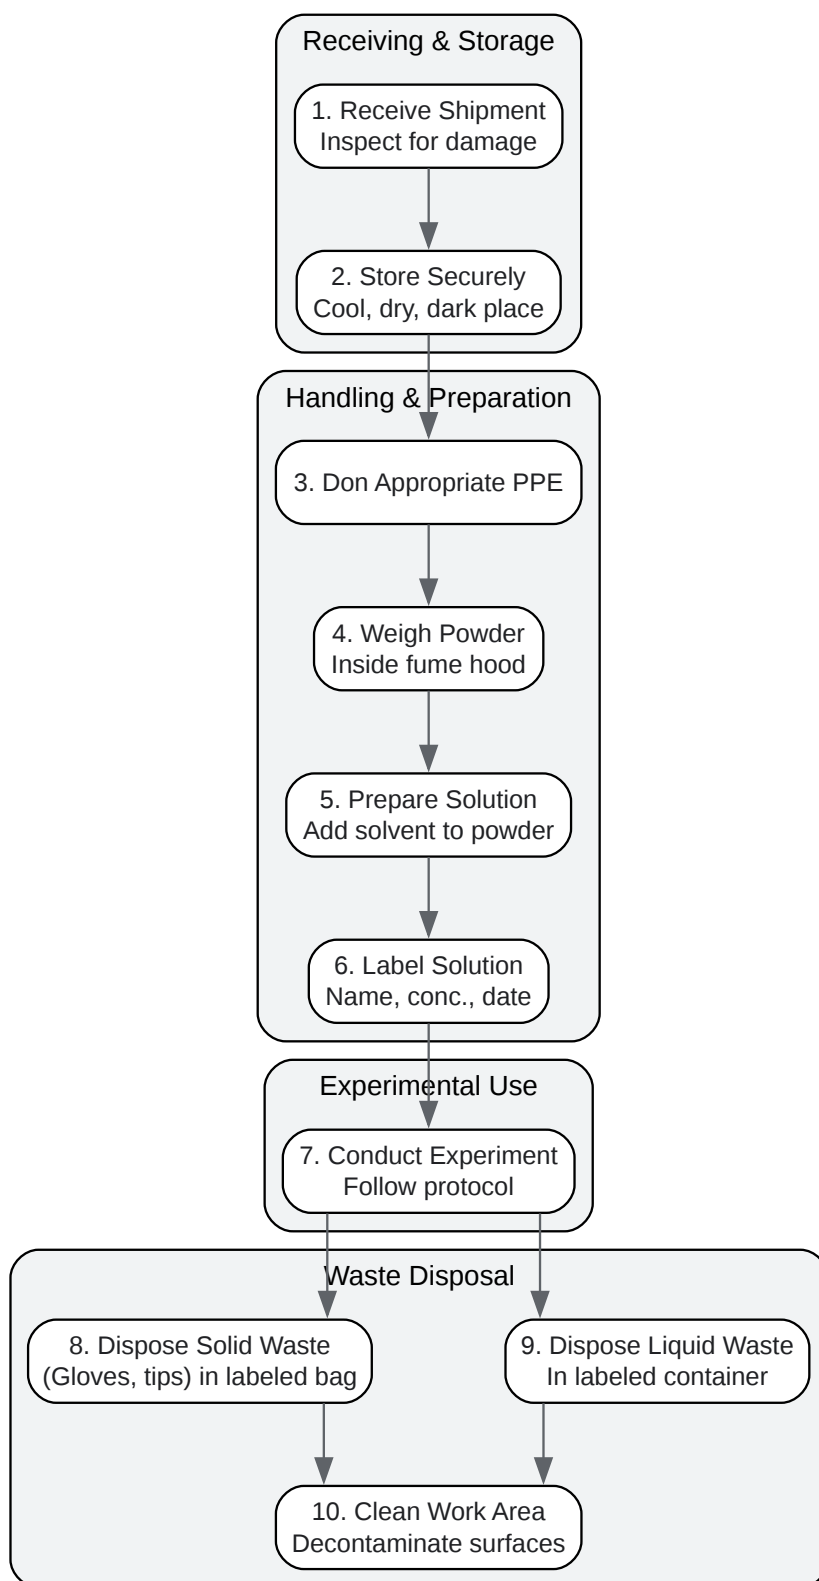 Receiving & Storage
1. Receive Shipment
Inspect for damage
2. Store Securely
Cool, dry, dark place
Handling & Preparation
3. Don Appropriate PPE
4. Weigh Powder
Inside fume hood
5. Prepare Solution
Add solvent to powder
6. Label Solution
Name, conc., date
Experimental Use
7. Conduct Experiment
Follow protocol
Waste Disposal
8. Dispose Solid Waste
(Gloves, tips) in labeled bag
9. Dispose Liquid Waste
In labeled container
10. Clean Work Area
Decontaminate surfaces